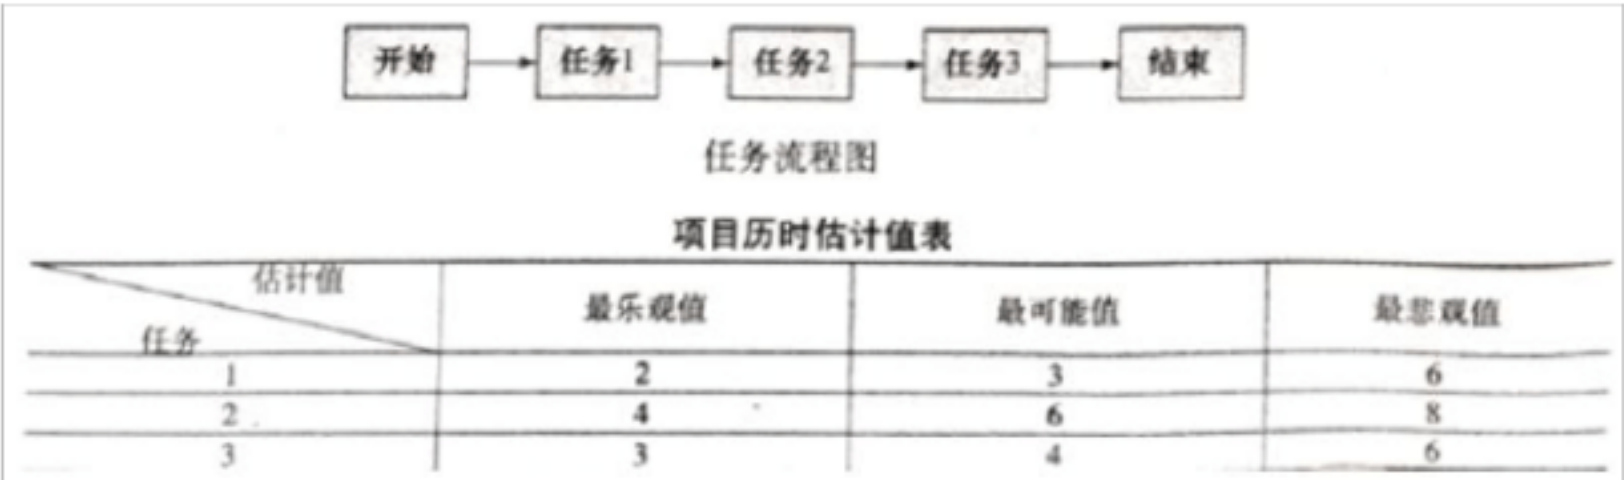 开始 任务1 任务2 任务3 结束
任务流程图
项目历时估计值表
估计值
任务 最乐观值 最可能值 最悲观值
1 2 3 6
2 4 6 8
3 3 4 6